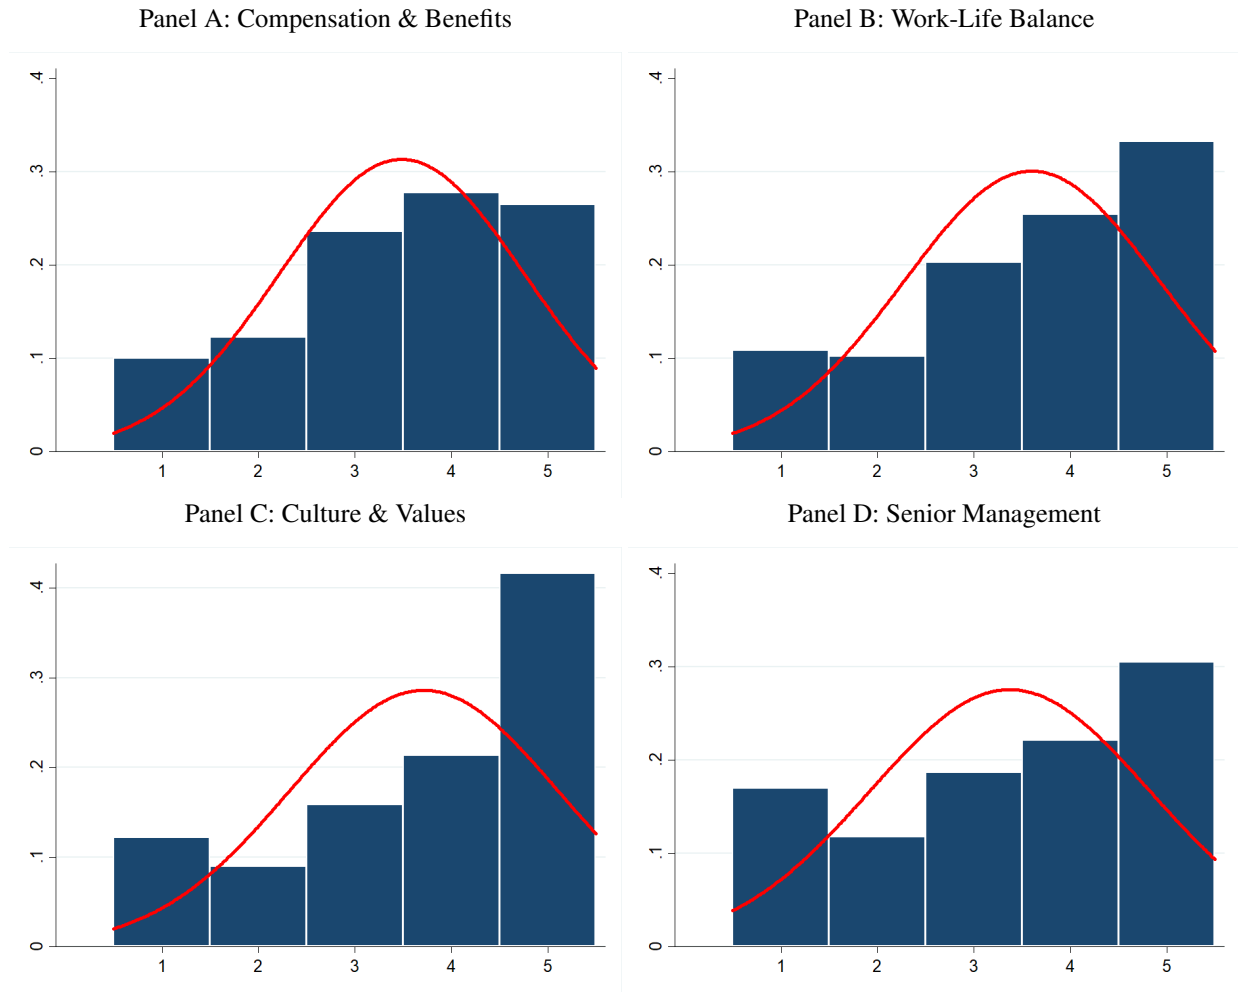 Panel A: Compensation & Benefits
.4
.3
.2
.1
0
1 2 3 4 5
Panel B: Work-Life Balance
.4
.3
.2
.1
0
1 2 3 4 5
Panel C: Culture & Values
.4
.3
.2
.1
0
1 2 3 4 5
Panel D: Senior Management
.4
.3
.2
.1
0
1 2 3 4 5